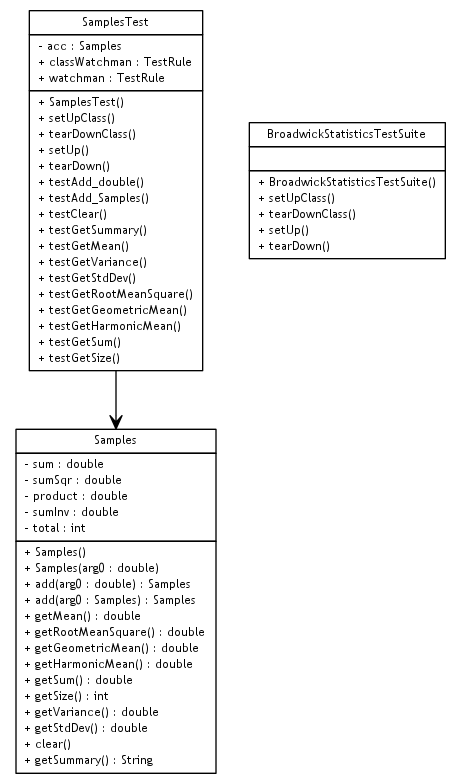 SamplesTest
- acc : Samples
+ classWatchman : TestRule
+ watchman : TestRule
+ SamplesTest()
+ setUpClass()
+ tearDownClass()
+ setUp()
+ tearDown()
+ testAdd_double()
+ testAdd_Samples()
+ testClear()
+ testGetSummary()
+ testGetMean()
+ testGetVariance()
+ testGetStdDev()
+ testGetRootMeanSquare()
+ testGetGeometricMean()
+ testGetHarmonicMean()
+ testGetSum()
+ testGetSize()
BroadwickStatisticsTestSuite
+ BroadwickStatisticsTestSuite()
+ setUpClass()
+ tearDownClass()
+ setUp()
+ tearDown()
Samples
- sum : double
- sumSqr : double
- product : double
- sumInv : double
- total : int
+ Samples()
+ Samples(arg0 : double)
+ add(arg0 : double) : Samples
+ add(arg0 : Samples) : Samples
+ getMean() : double
+ getRootMeanSquare() : double
+ getGeometricMean() : double
+ getHarmonicMean() : double
+ getSum() : double
+ getSize() : int
+ getVariance() : double
+ getStdDev() : double
+ clear()
+ getSummary() : String